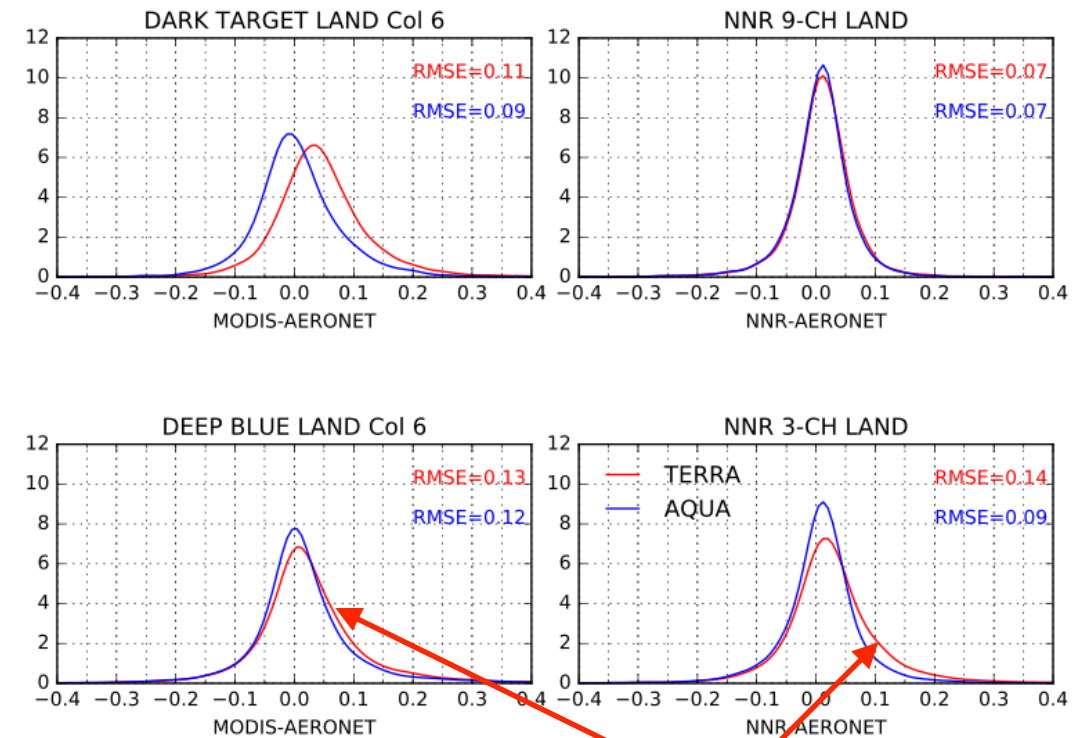 DARK TARGET LAND Col 6
12
10
8
6
4
2
0
RMSE=0.11
RMSE=0.09
−0.4 −0.3 −0.2 −0.1 0.0 0.1 0.2 0.3 0.4
MODIS-AERONET
NNR 9-CH LAND
12
10
8
6
4
2
0
RMSE=0.07
RMSE=0.07
−0.4 −0.3 −0.2 −0.1 0.0 0.1 0.2 0.3 0.4
NNR-AERONET
DEEP BLUE LAND Col 6
12
10
8
6
4
2
0
RMSE=0.13
RMSE=0.12
−0.4 −0.3 −0.2 −0.1 0.0 0.1 0.2 0.3 0.4
MODIS-AERONET
NNR 3-CH LAND
12
10
8
6
4
2
0
TERRA
AQUA
RMSE=0.14
RMSE=0.09
−0.4 −0.3 −0.2 −0.1 0.0 0.1 0.2 0.3 0.4
NNR-AERONET